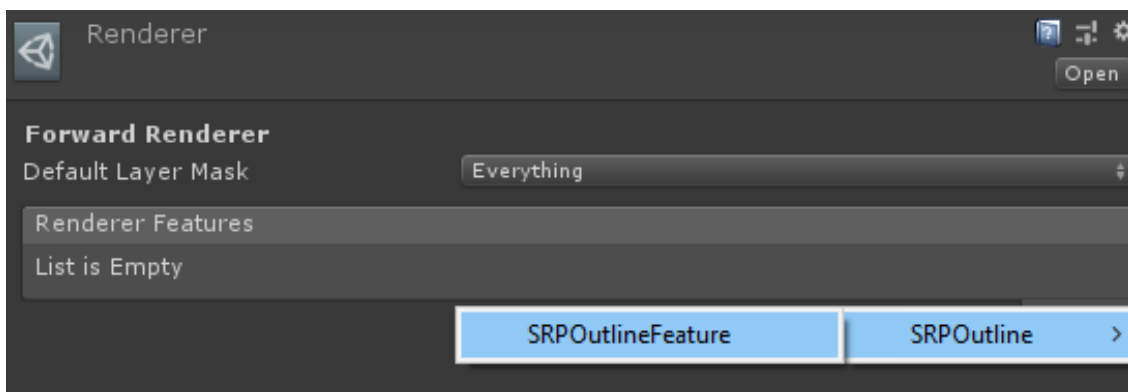 Renderer
Open
Forward Renderer
Default Layer Mask Everything
Renderer Features
List is Empty
SRPOutlineFeature SRPOutline >